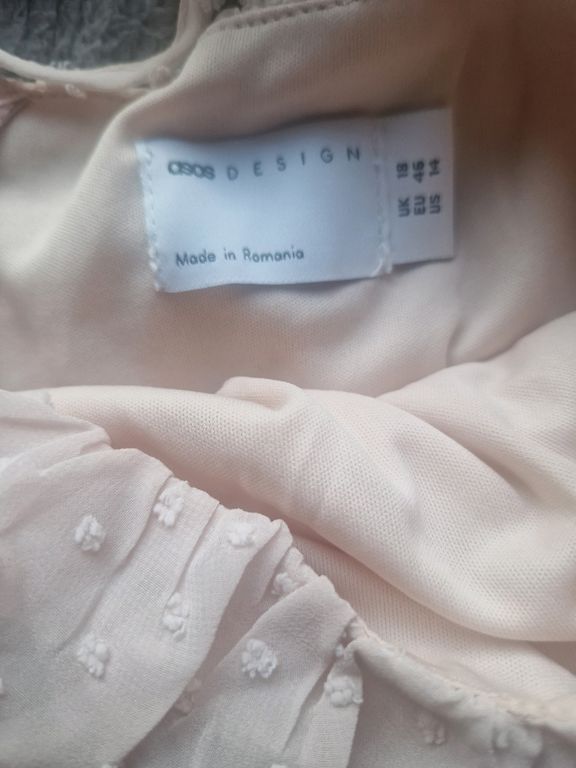 asos DESIGN
Made in Romania
UK 18
EU 46
US 14